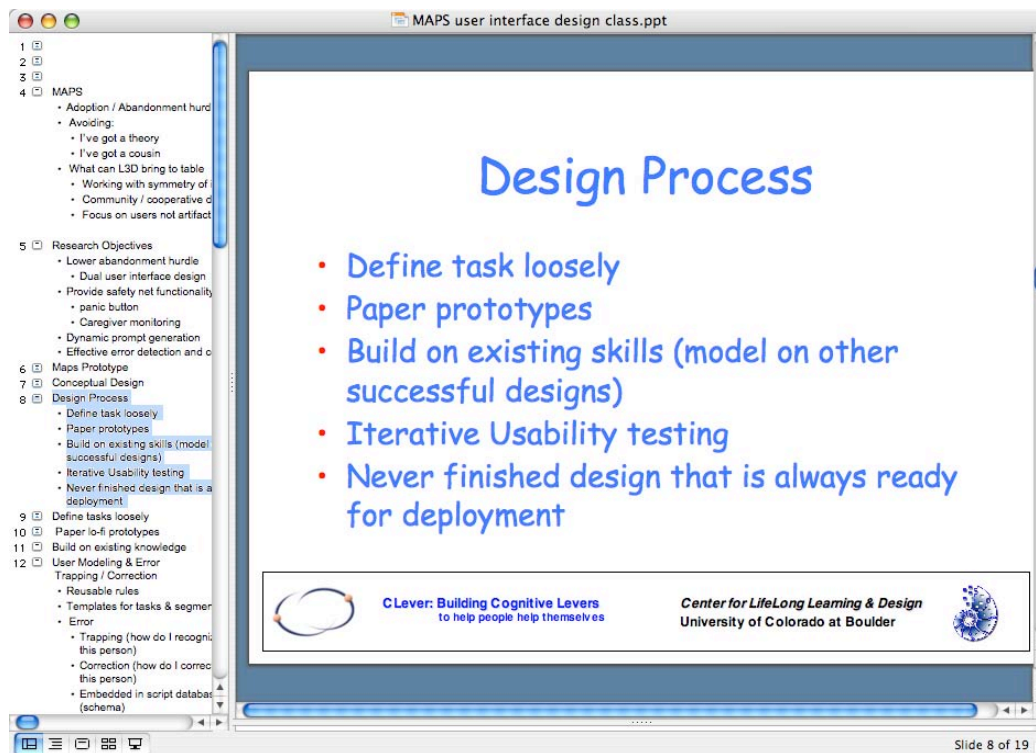 MAPS user interface design class.ppt
1
2
3
4 MAPS
• Adoption / Abandonment hurd
• Avoiding:
• I've got a theory
• I've got a cousin
• What can L3D bring to table
• Working with symmetry of i
• Community / cooperative d
• Focus on users not artifact
5 Research Objectives
• Lower abandonment hurdle
• Dual user interface design
• Provide safety net functionality
• panic button
• Caregiver monitoring
• Dynamic prompt generation
• Effective error detection and c
6 Maps Prototype
7 Conceptual Design
8 Design Process
• Define task loosely
• Paper prototypes
• Build on existing skills (model
successful designs)
• Iterative Usability testing
• Never finished design that is a
deployment
9 Define tasks loosely
10 Paper lo-fi prototypes
11 Build on existing knowledge
12 User Modeling & Error
Trapping / Correction
• Reusable rules
• Templates for tasks & segmen
• Error
• Trapping (how do I recogni
this person)
• Correction (how do I correc
this person)
• Embedded in script databas
(schema)
Design Process
• Define task loosely
• Paper prototypes
• Build on existing skills (model on other
successful designs)
• Iterative Usability testing
• Never finished design that is always ready
for deployment
CLever: Building Cognitive Levers
to help people help themselves
Center for LifeLong Learning & Design
University of Colorado at Boulder
Slide 8 of 19